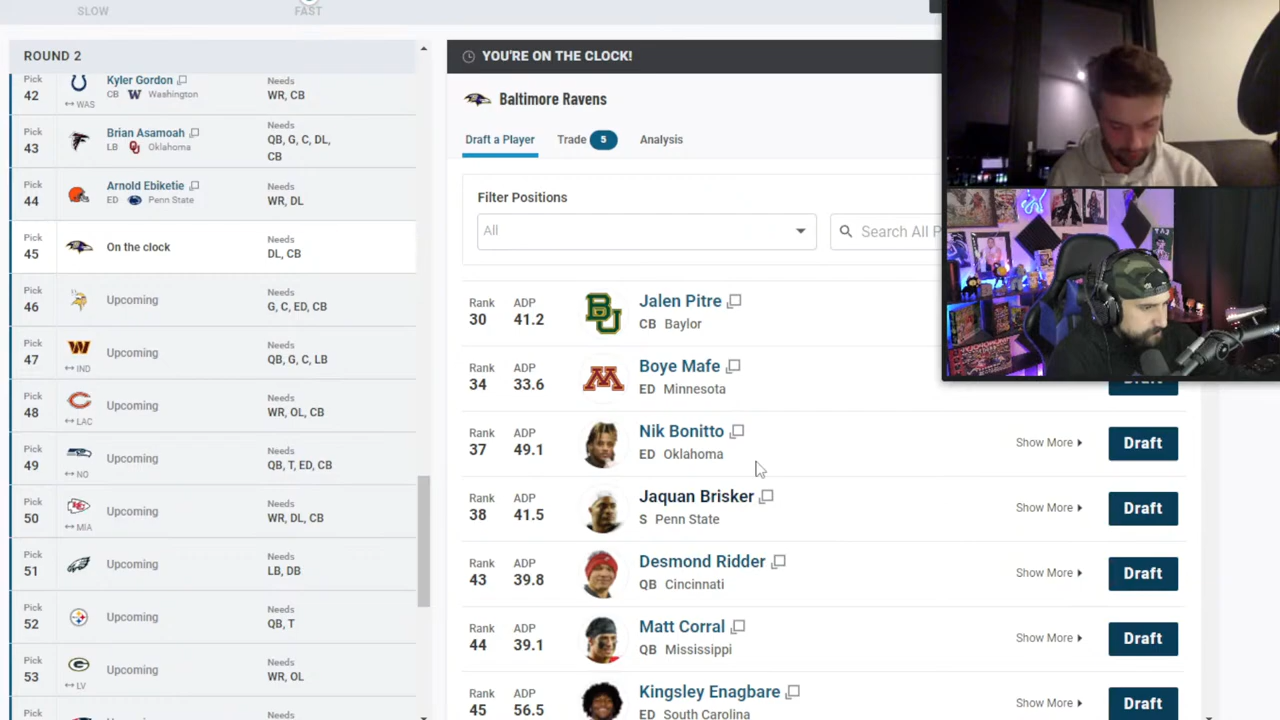 SLOW
FAST
ROUND 2
Pick
42
WAS
Kyler Gordon
CB W Washington
Needs
WR, CB
Pick
43
Brian Asamoah
LB Oklahoma
Needs
QB, G, C, DL,
CB
Pick
44
Arnold Ebiketie
ED Penn State
Needs
WR, DL
Pick
45
On the clock
Needs
DL, CB
Pick
46
Upcoming
Needs
G, C, ED, CB
Pick
47
IND
Upcoming
Needs
QB, G, C, LB
Pick
48
LAC
Upcoming
Needs
WR, OL, CB
Pick
49
NO
Upcoming
Needs
QB, T, ED, CB
Pick
50
MIA
Upcoming
Needs
WR, DL, CB
Pick
51
Upcoming
Needs
LB, DB
Pick
52
Upcoming
Needs
QB, T
Pick
53
LV
Upcoming
Needs
WR, OL
YOU'RE ON THE CLOCK!
Baltimore Ravens
Draft a Player
Trade 5
Analysis
Filter Positions
All
Search All P
Rank ADP
30 41.2
Jalen Pitre
CB Baylor
Rank ADP
34 33.6
Boye Mafe
ED Minnesota
Draft
Rank ADP
37 49.1
Nik Bonitto
ED Oklahoma
Show More
Draft
Rank ADP
38 41.5
Jaquan Brisker
S Penn State
Show More
Draft
Rank ADP
43 39.8
Desmond Ridder
QB Cincinnati
Show More
Draft
Rank ADP
44 39.1
Matt Corral
QB Mississippi
Show More
Draft
Rank ADP
45 56.5
Kingsley Enagbare
ED South Carolina
Show More
Draft